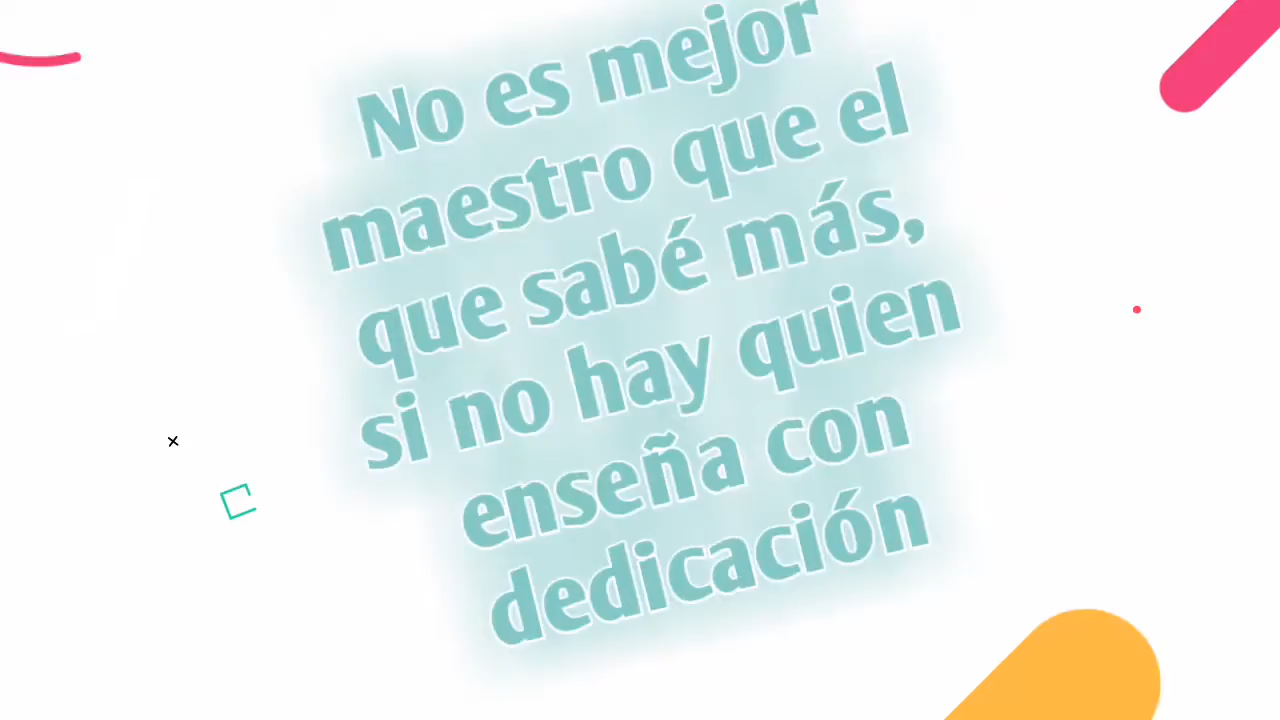 No es mejor
maestro que el
que sabé más,
si no hay quien
enseña con
dedicación